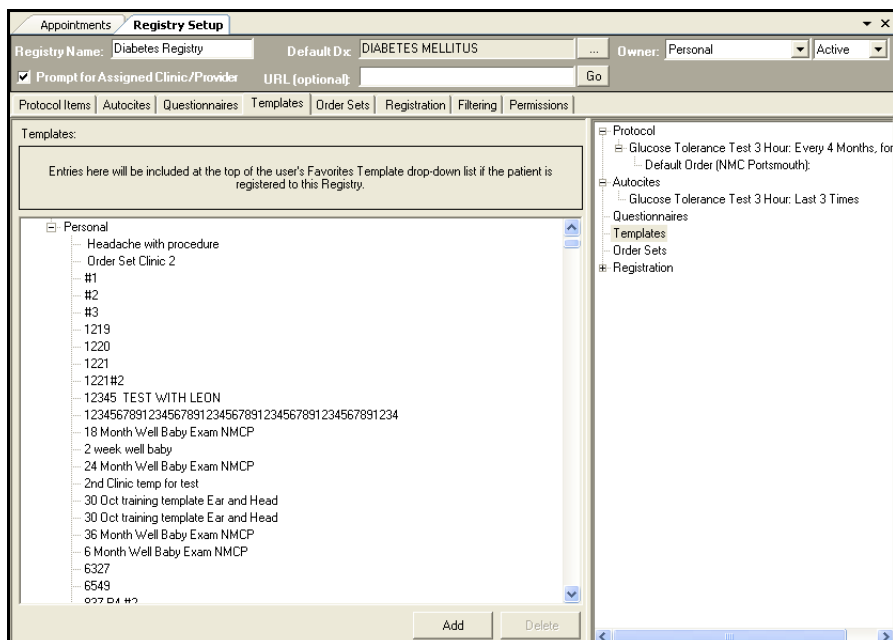 Appointments Registry Setup
Registry Name: Diabetes Registry Default Dx: DIABETES MELLITUS ... Owner: Personal Active
Prompt for Assigned Clinic/Provider URL (optional): Go
Protocol Items Autocites Questionnaires Templates Order Sets Registration Filtering Permissions
Templates:
Entries here will be included at the top of the user's Favorites Template drop-down list if the patient is
registered to this Registry.
Personal
Headache with procedure
Order Set Clinic 2
#1
#2
#3
1219
1220
1221
1221#2
12345 TEST WITH LEON
1234567891234567891234567891234567891234567891234
18 Month Well Baby Exam NMCP
2 week well baby
24 Month Well Baby Exam NMCP
2nd Clinic temp for test
30 Oct training template Ear and Head
30 Oct training template Ear and Head
36 Month Well Baby Exam NMCP
6 Month Well Baby Exam NMCP
6327
6549
937 P4 #2
Add Delete
Protocol
Glucose Tolerance Test 3 Hour: Every 4 Months, for
Default Order (NMC Portsmouth):
Autocites
Glucose Tolerance Test 3 Hour: Last 3 Times
Questionnaires
Templates
Order Sets
Registration